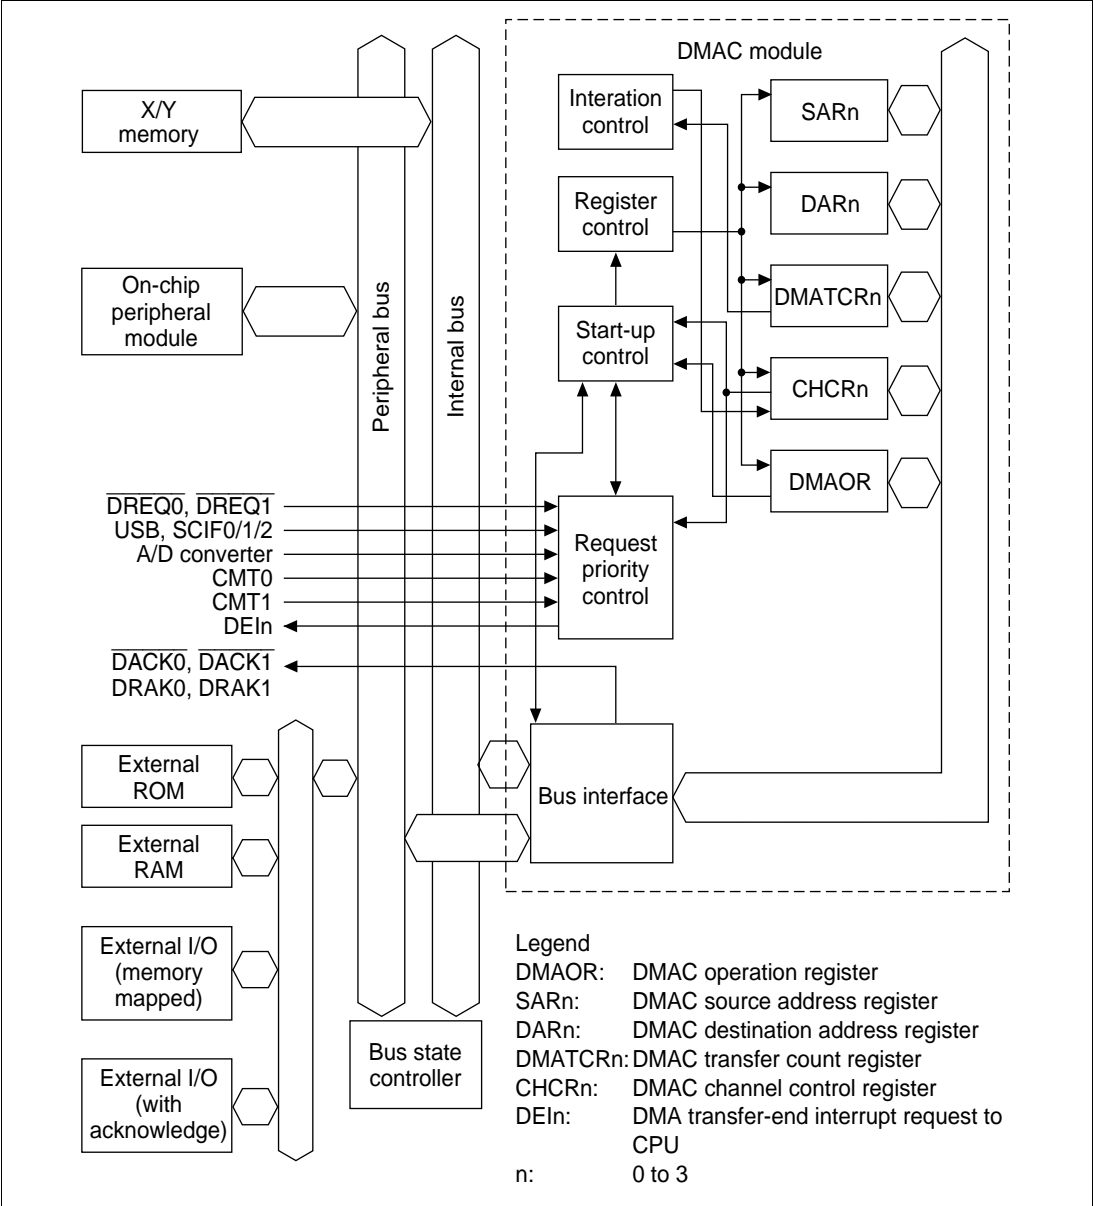 DMAC module
X/Y
memory
Interation
control
SARn
Register
control
DARn
On-chip
peripheral
module
Peripheral bus
Internal bus
Start-up
control
DMATCRn
CHCRn
DMAOR
DREQ0, DREQ1
USB, SCIF0/1/2
A/D converter
CMT0
CMT1
DEIn
Request
priority
control
DACK0, DACK1
DRAK0, DRAK1
External
ROM
Bus interface
External
RAM
External I/O
(memory
mapped)
External I/O
(with
acknowledge)
Bus state
controller
Legend
DMAOR: DMAC operation register
SARn: DMAC source address register
DARn: DMAC destination address register
DMATCRn: DMAC transfer count register
CHCRn: DMAC channel control register
DEIn: DMA transfer-end interrupt request to
CPU
n: 0 to 3